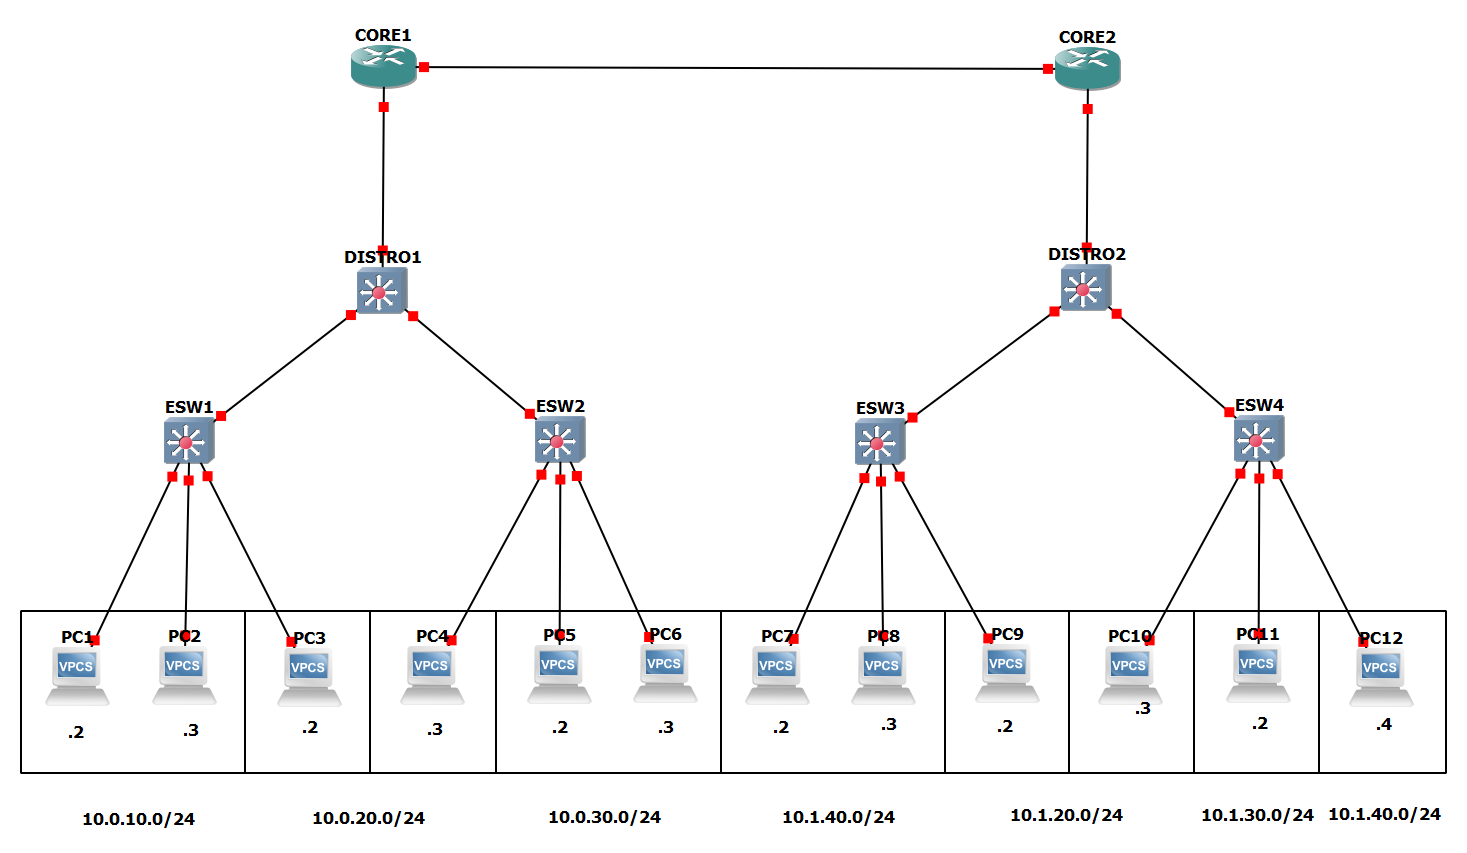 CORE1
CORE2
DISTRO1
DISTRO2
ESW1
ESW2
ESW3
ESW4
PC1
PC2
PC3
PC4
PC5
PC6
PC7
PC8
PC9
PC10
PC11
PC12
VPCS
VPCS
VPCS
VPCS
VPCS
VPCS
VPCS
VPCS
VPCS
VPCS
VPCS
VPCS
.2
.3
.2
.3
.2
.3
.2
.3
.2
.3
.2
.4
10.0.10.0/24
10.0.20.0/24
10.0.30.0/24
10.1.40.0/24
10.1.20.0/24
10.1.30.0/24
10.1.40.0/24